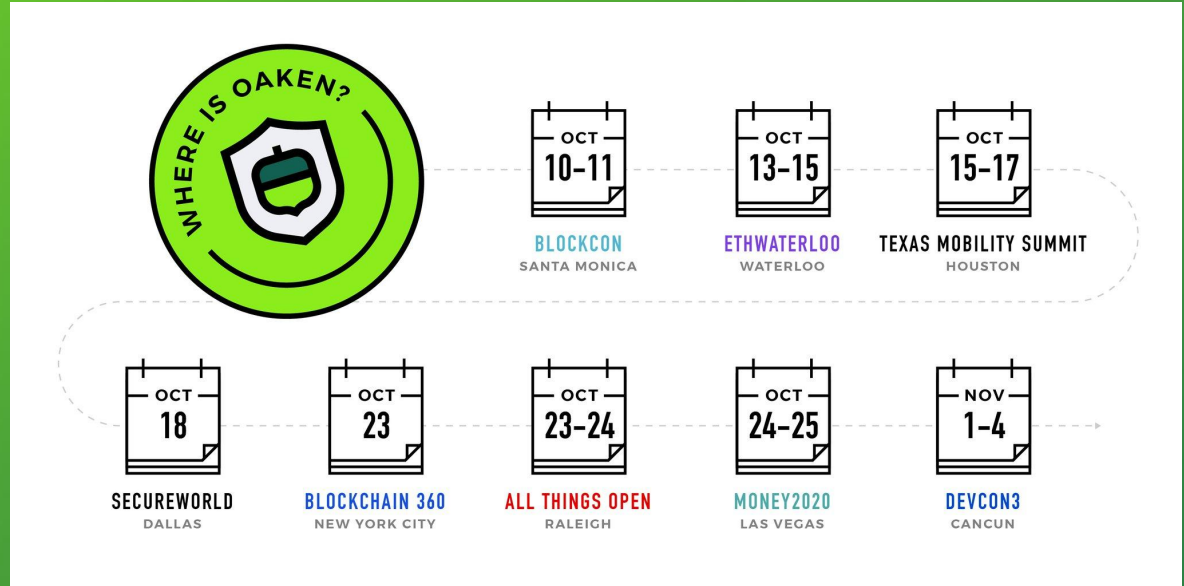 WHERE IS OAKEN?
OCT
10-11
BLOCKCON
SANTA MONICA
OCT
13-15
ETHWATERLOO
WATERLOO
OCT
15-17
TEXAS MOBILITY SUMMIT
HOUSTON
OCT
18
SECUREWORLD
DALLAS
OCT
23
BLOCKCHAIN 360
NEW YORK CITY
OCT
23-24
ALL THINGS OPEN
RALEIGH
OCT
24-25
MONEY2020
LAS VEGAS
NOV
1-4
DEVCON3
CANCUN